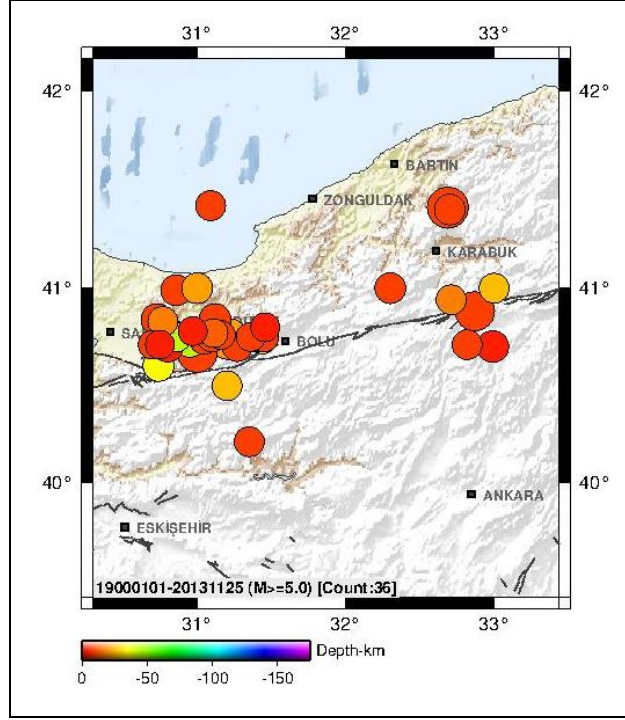 31° 32° 33°
42° 42°
BARTIN
ZONGULDAK
KARABUK
41° 41°
SA
BOLU
40° 40°
ANKARA
ESKISEHIR
19000101-20131125 (M>=5.0) [Count:36]
31° 32° 33°
Depth-km
0 -50 -100 -150